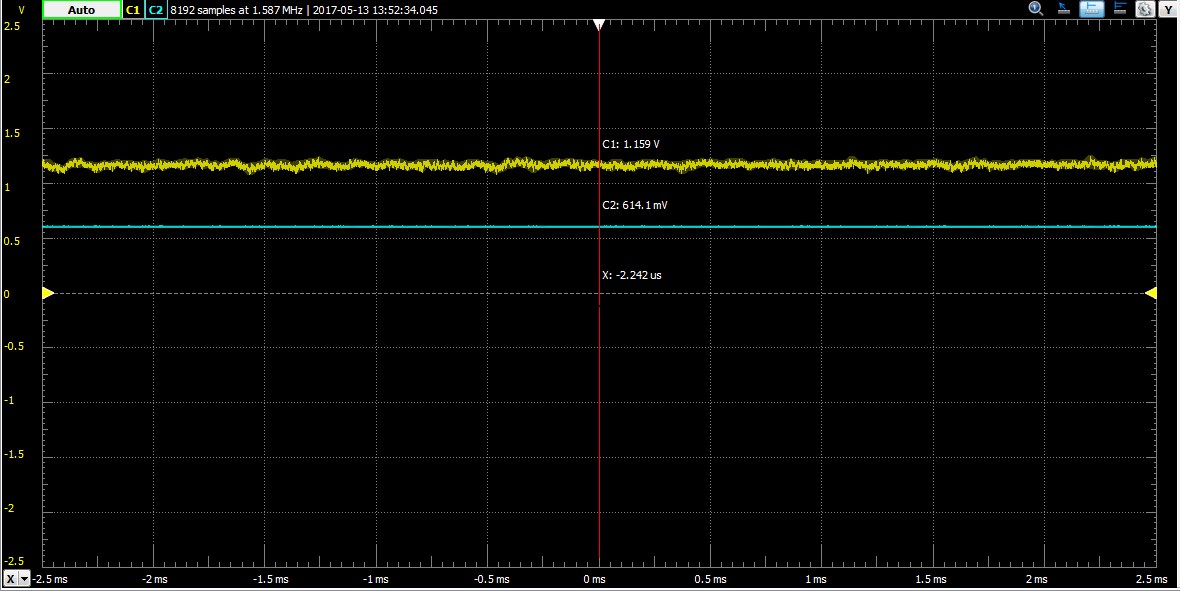 V Auto C1 C2 8192 samples at 1.587 MHz | 2017-05-13 13:52:34.045 Y
2.5
2
1.5
C1: 1.159 V
1
C2: 614.1 mV
0.5
X: -2.242 us
0
-0.5
-1
-1.5
-2
-2.5
X -2.5 ms -2 ms -1.5 ms -1 ms -0.5 ms 0 ms 0.5 ms 1 ms 1.5 ms 2 ms 2.5 ms